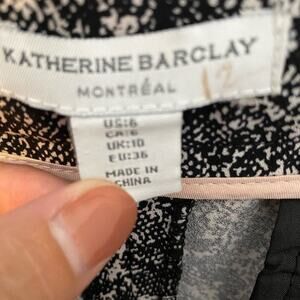 KATHERINE BARCLAY
MONTRÉAL
12
US:6
CA:6
UK:10
EU:36
MADE IN
CHINA